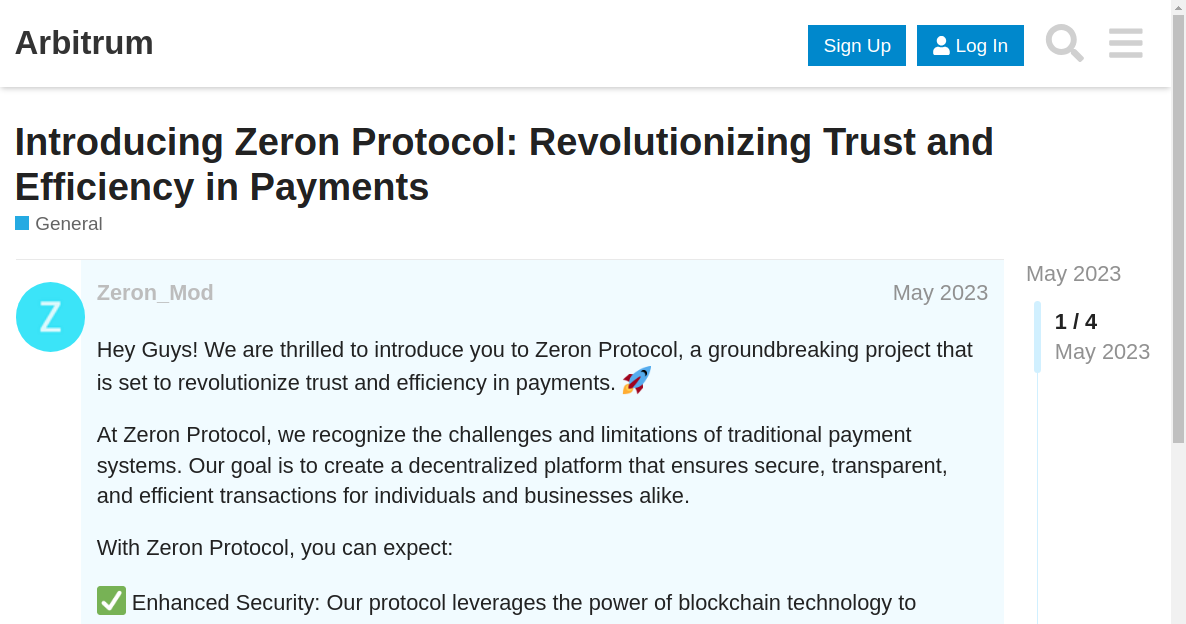 Arbitrum
Sign Up
Log In
Introducing Zeron Protocol: Revolutionizing Trust and
Efficiency in Payments
General
Z
Zeron_Mod
May 2023
Hey Guys! We are thrilled to introduce you to Zeron Protocol, a groundbreaking project that
is set to revolutionize trust and efficiency in payments.
At Zeron Protocol, we recognize the challenges and limitations of traditional payment
systems. Our goal is to create a decentralized platform that ensures secure, transparent,
and efficient transactions for individuals and businesses alike.
With Zeron Protocol, you can expect:
Enhanced Security: Our protocol leverages the power of blockchain technology to
May 2023
1 / 4
May 2023